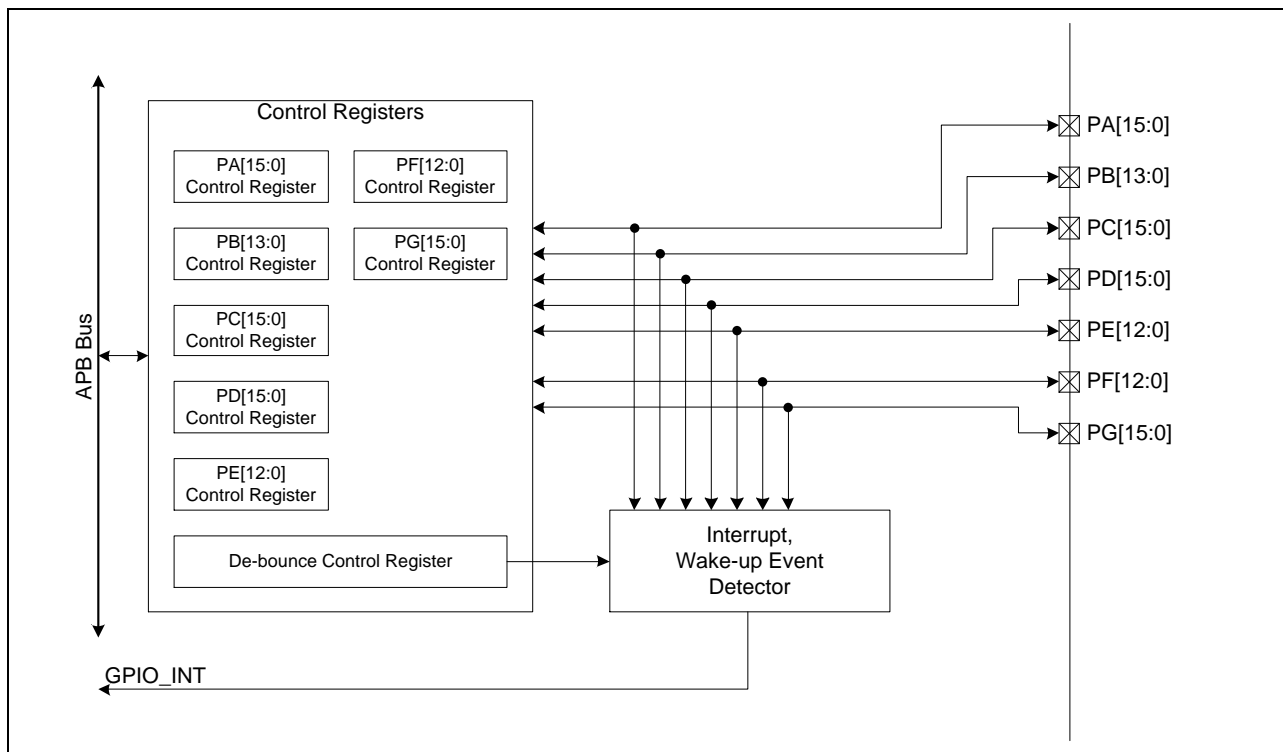 Control Registers
PA[15:0]
Control Register
PF[12:0]
Control Register
PB[13:0]
Control Register
PG[15:0]
Control Register
PC[15:0]
Control Register
PD[15:0]
Control Register
PE[12:0]
Control Register
De-bounce Control Register
APB Bus
GPIO_INT
Interrupt,
Wake-up Event
Detector
PA[15:0]
PB[13:0]
PC[15:0]
PD[15:0]
PE[12:0]
PF[12:0]
PG[15:0]